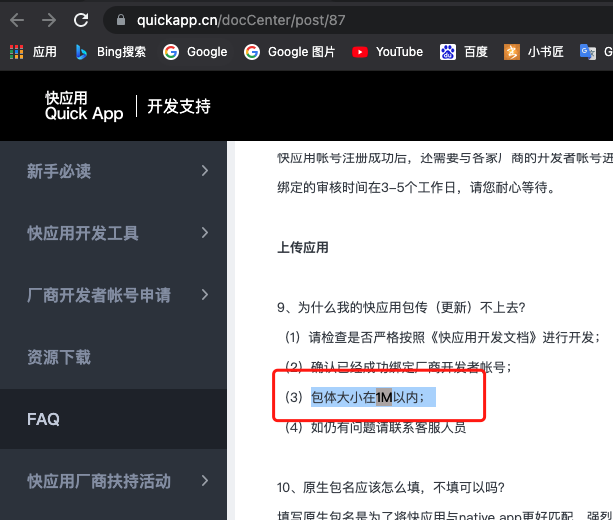 quickapp.cn/docCenter/post/87
应用 Bing搜索 Google Google 图片 YouTube 百度 小书匠 G
快应用
Quick App
开发支持
新手必读
快应用开发工具
厂商开发者帐号申请
资源下载
FAQ
快应用厂商扶持活动
快应用帐号注册成功后，还需要与各家厂商的开发者帐号进
绑定的审核时间在3-5个工作日，请您耐心等待。
上传应用
9、为什么我的快应用包传（更新）不上去?
（1）请检查是否严格按照《快应用开发文档》进行开发；
（2）确认已经成功绑定厂商开发者帐号；
（3）包体大小在1M以内；
（4）如仍有问题请联系客服人员
10、原生包名应该怎么填，不填可以吗?
填写原生包名是为了将快应用与native app更好匹配，强烈